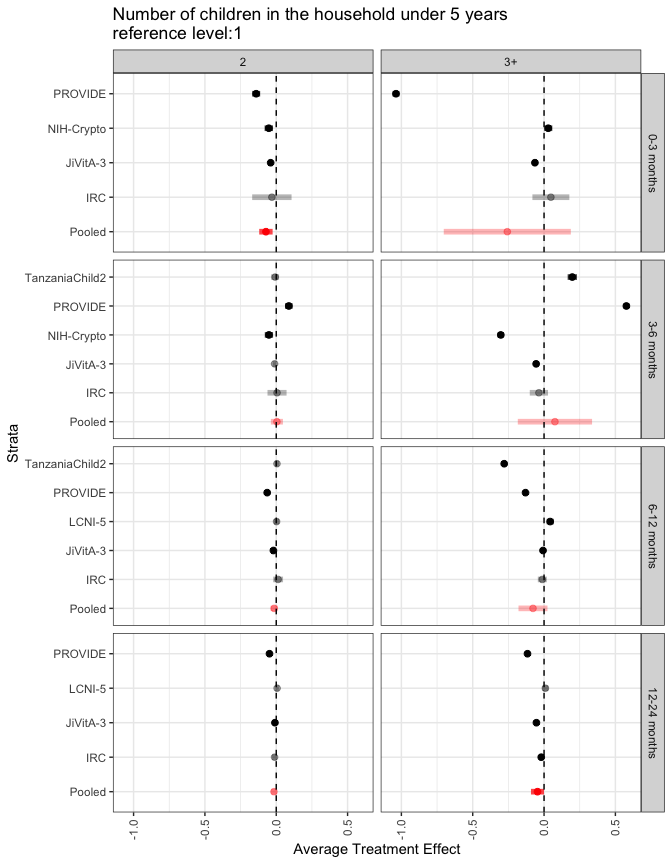 Number of children in the household under 5 years
reference level:1
2
3+
PROVIDE
NIH-Crypto
JiVitA-3
IRC
Pooled
0-3 months
TanzaniaChild2
PROVIDE
NIH-Crypto
JiVitA-3
IRC
Pooled
3-6 months
Strata
TanzaniaChild2
PROVIDE
LCNI-5
JiVitA-3
IRC
Pooled
6-12 months
PROVIDE
LCNI-5
JiVitA-3
IRC
Pooled
12-24 months
-1.0
-0.5
0.0
0.5
-1.0
-0.5
0.0
0.5
Average Treatment Effect